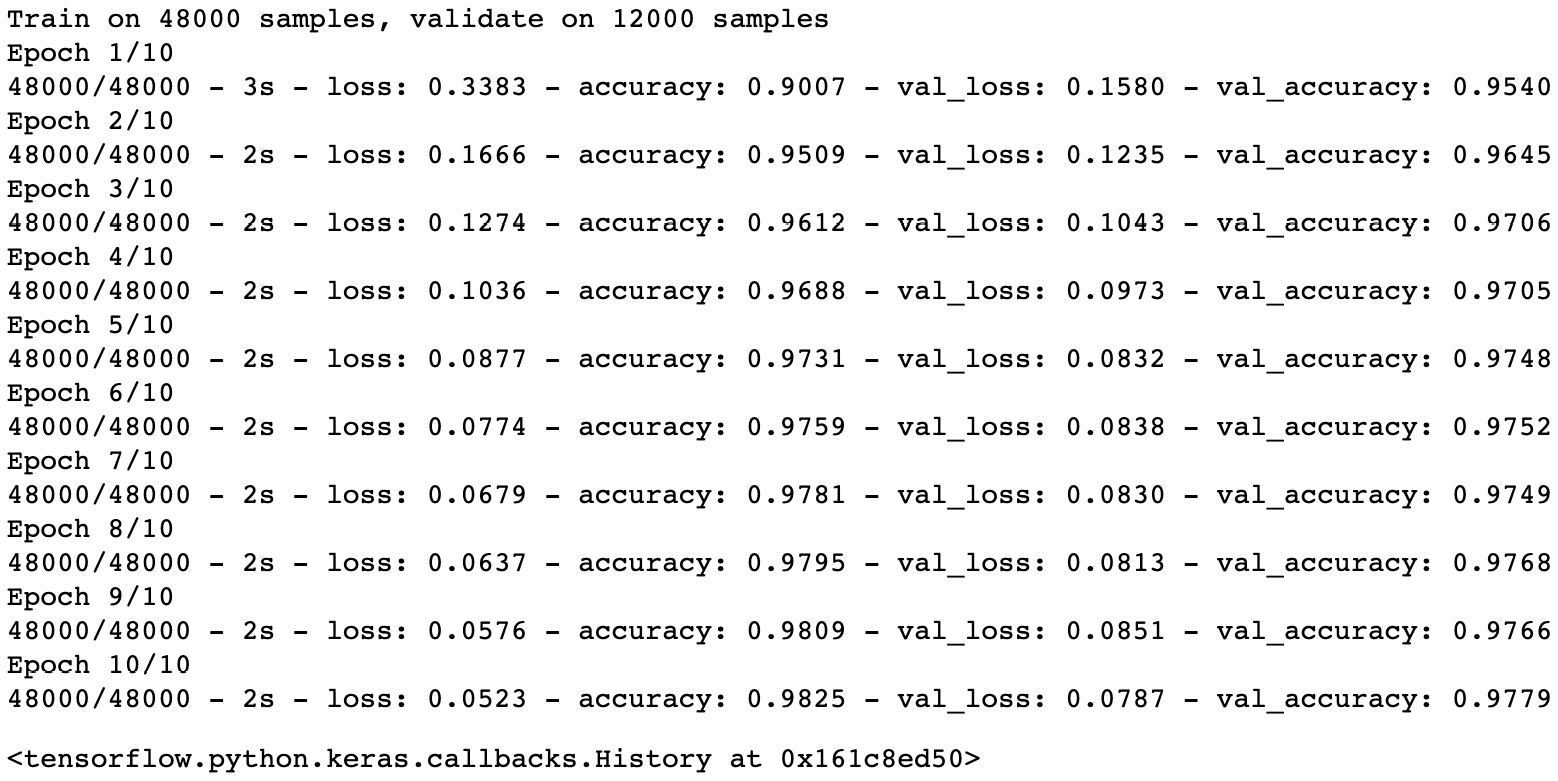 Train on 48000 samples, validate on 12000 samples
Epoch 1/10
48000/48000 - 3s - loss: 0.3383 - accuracy: 0.9007 - val_loss: 0.1580 - val_accuracy: 0.9540
Epoch 2/10
48000/48000 - 2s - loss: 0.1666 - accuracy: 0.9509 - val_loss: 0.1235 - val_accuracy: 0.9645
Epoch 3/10
48000/48000 - 2s - loss: 0.1274 - accuracy: 0.9612 - val_loss: 0.1043 - val_accuracy: 0.9706
Epoch 4/10
48000/48000 - 2s - loss: 0.1036 - accuracy: 0.9688 - val_loss: 0.0973 - val_accuracy: 0.9705
Epoch 5/10
48000/48000 - 2s - loss: 0.0877 - accuracy: 0.9731 - val_loss: 0.0832 - val_accuracy: 0.9748
Epoch 6/10
48000/48000 - 2s - loss: 0.0774 - accuracy: 0.9759 - val_loss: 0.0838 - val_accuracy: 0.9752
Epoch 7/10
48000/48000 - 2s - loss: 0.0679 - accuracy: 0.9781 - val_loss: 0.0830 - val_accuracy: 0.9749
Epoch 8/10
48000/48000 - 2s - loss: 0.0637 - accuracy: 0.9795 - val_loss: 0.0813 - val_accuracy: 0.9768
Epoch 9/10
48000/48000 - 2s - loss: 0.0576 - accuracy: 0.9809 - val_loss: 0.0851 - val_accuracy: 0.9766
Epoch 10/10
48000/48000 - 2s - loss: 0.0523 - accuracy: 0.9825 - val_loss: 0.0787 - val_accuracy: 0.9779
<tensorflow.python.keras.callbacks.History at 0x161c8ed50>